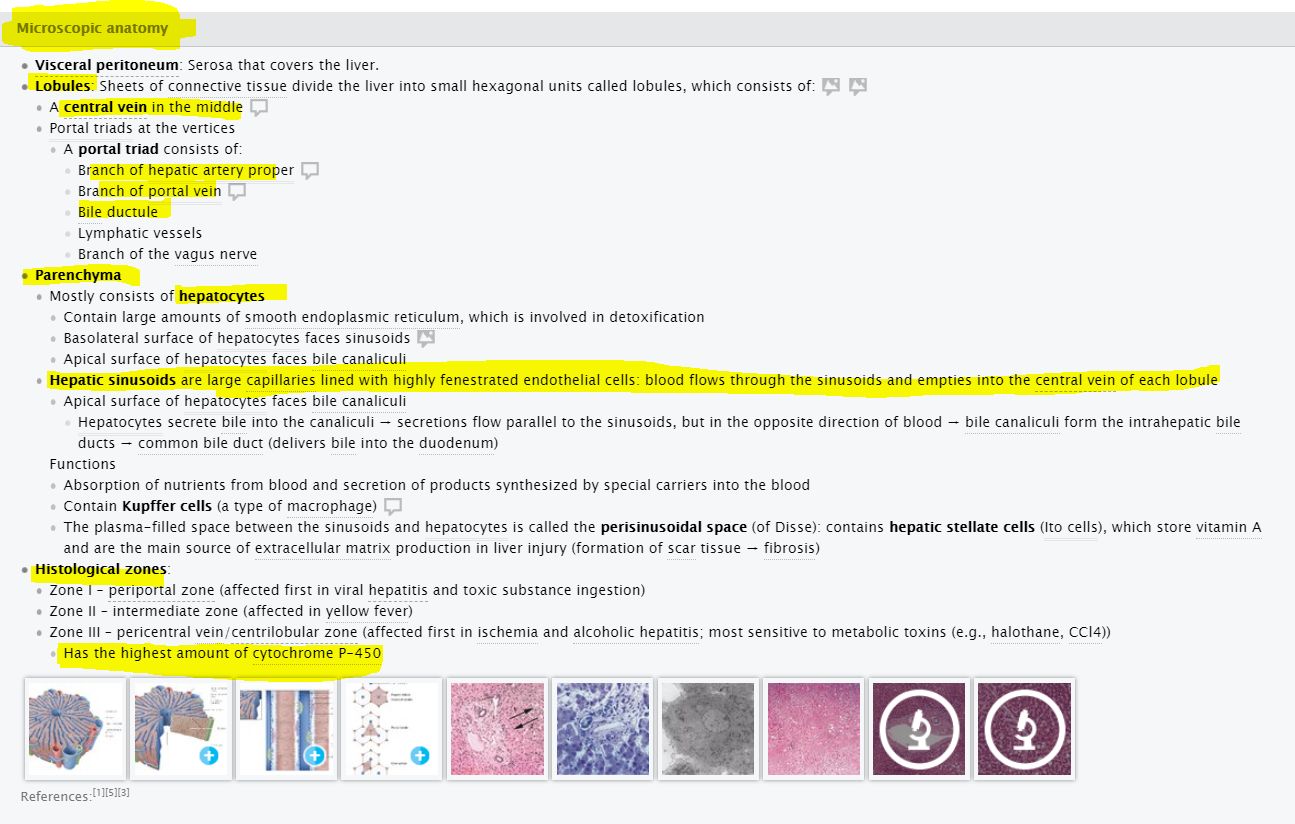 Microscopic anatomy
Visceral peritoneum: Serosa that covers the liver.
Lobules: Sheets of connective tissue divide the liver into small hexagonal units called lobules, which consists of:
A central vein in the middle
Portal triads at the vertices
A portal triad consists of:
Branch of hepatic artery proper
Branch of portal vein
Bile ductule
Lymphatic vessels
Branch of the vagus nerve
Parenchyma
Mostly consists of hepatocytes
Contain large amounts of smooth endoplasmic reticulum, which is involved in detoxification
Basolateral surface of hepatocytes faces sinusoids
Apical surface of hepatocytes faces bile canaliculi
Hepatic sinusoids are large capillaries lined with highly fenestrated endothelial cells: blood flows through the sinusoids and empties into the central vein of each lobule
Apical surface of hepatocytes faces bile canaliculi
Hepatocytes secrete bile into the canaliculi → secretions flow parallel to the sinusoids, but in the opposite direction of blood → bile canaliculi form the intrahepatic bile
ducts → common bile duct (delivers bile into the duodenum)
Functions
Absorption of nutrients from blood and secretion of products synthesized by special carriers into the blood
Contain Kupffer cells (a type of macrophage)
The plasma-filled space between the sinusoids and hepatocytes is called the perisinusoidal space (of Disse): contains hepatic stellate cells (Ito cells), which store vitamin A
and are the main source of extracellular matrix production in liver injury (formation of scar tissue → fibrosis)
Histological zones:
Zone I – periportal zone (affected first in viral hepatitis and toxic substance ingestion)
Zone II – intermediate zone (affected in yellow fever)
Zone III – pericentral vein/centrilobular zone (affected first in ischemia and alcoholic hepatitis; most sensitive to metabolic toxins (e.g., halothane, CCl4))
Has the highest amount of cytochrome P-450
References:[1][5][3]